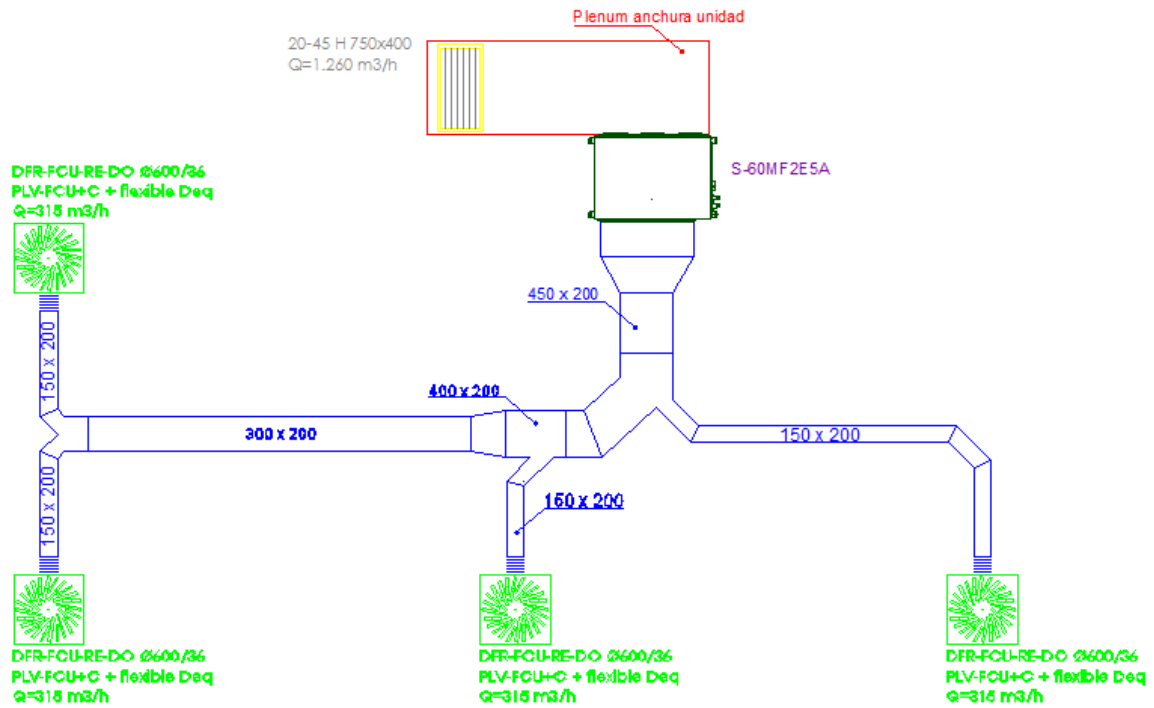 Plenum anchura unidad
20-45 H 750x400
Q=1.260 m3/h
S-60MF2E5A
DFR-FCU-RE-DO Ø600/36
PLV-FCU+C + flexible Deq
Q=315 m3/h
450 x 200
150 x 200
400 x 200
300 x 200
150 x 200
150 x 200
150 x 200
DFR-FCU-RE-DO Ø600/36
PLV-FCU+C + flexible Deq
Q=315 m3/h
DFR-FCU-RE-DO Ø600/36
PLV-FCU+C + flexible Deq
Q=315 m3/h
DFR-FCU-RE-DO Ø600/36
PLV-FCU+C + flexible Deq
Q=315 m3/h